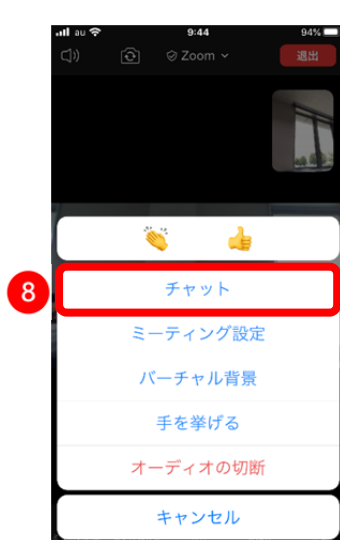 au 9:44 94%
Zoom 退出
8
チャット
ミーティング設定
バーチャル背景
手を挙げる
オーディオの切断
キャンセル